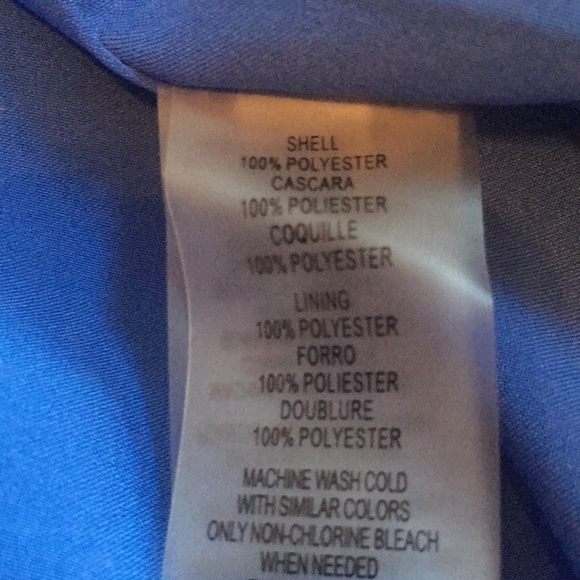 SHELL
100% POLYESTER
CASCARA
100% POLIESTER
COQUILLE
100% POLYESTER
LINING
100% POLYESTER
FORRO
100% POLIESTER
DOUBLURE
100% POLYESTER
MACHINE WASH COLD
WITH SIMILAR COLORS
ONLY NON-CHLORINE BLEACH
WHEN NEEDED